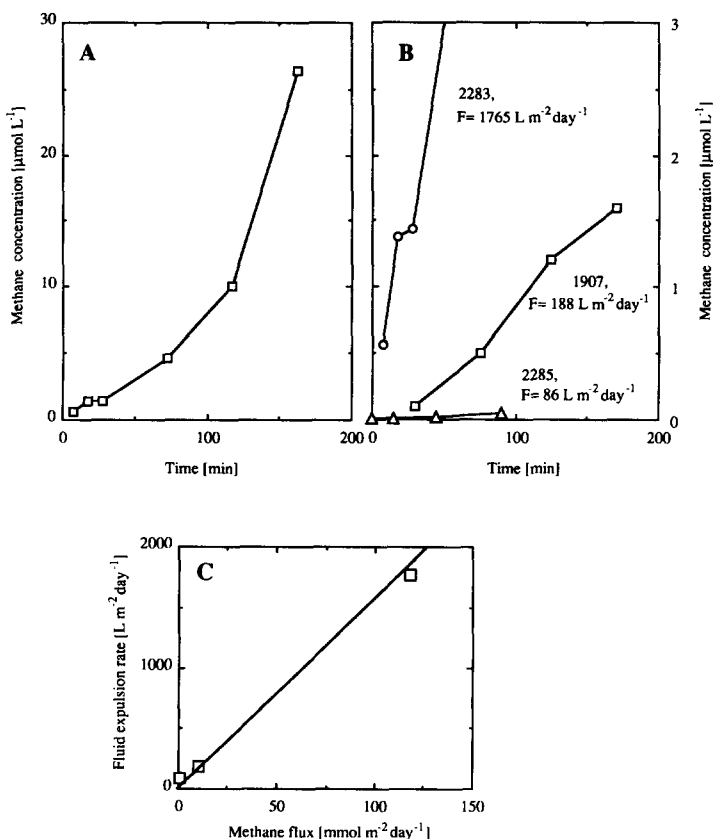 A
30
20
10
0
0
100
200
Methane concentration [µmol L⁻¹]
Time [min]
B
2283,
F= 1765 L m⁻² day⁻¹
1907,
F= 188 L m⁻² day⁻¹
2285,
F= 86 L m⁻² day⁻¹
3
2
1
0
0
100
200
Methane concentration [µmol L⁻¹]
Time [min]
C
2000
1000
0
0
50
100
150
Fluid expulsion rate [L m⁻² day⁻¹]
Methane flux [mmol m⁻² day⁻¹]